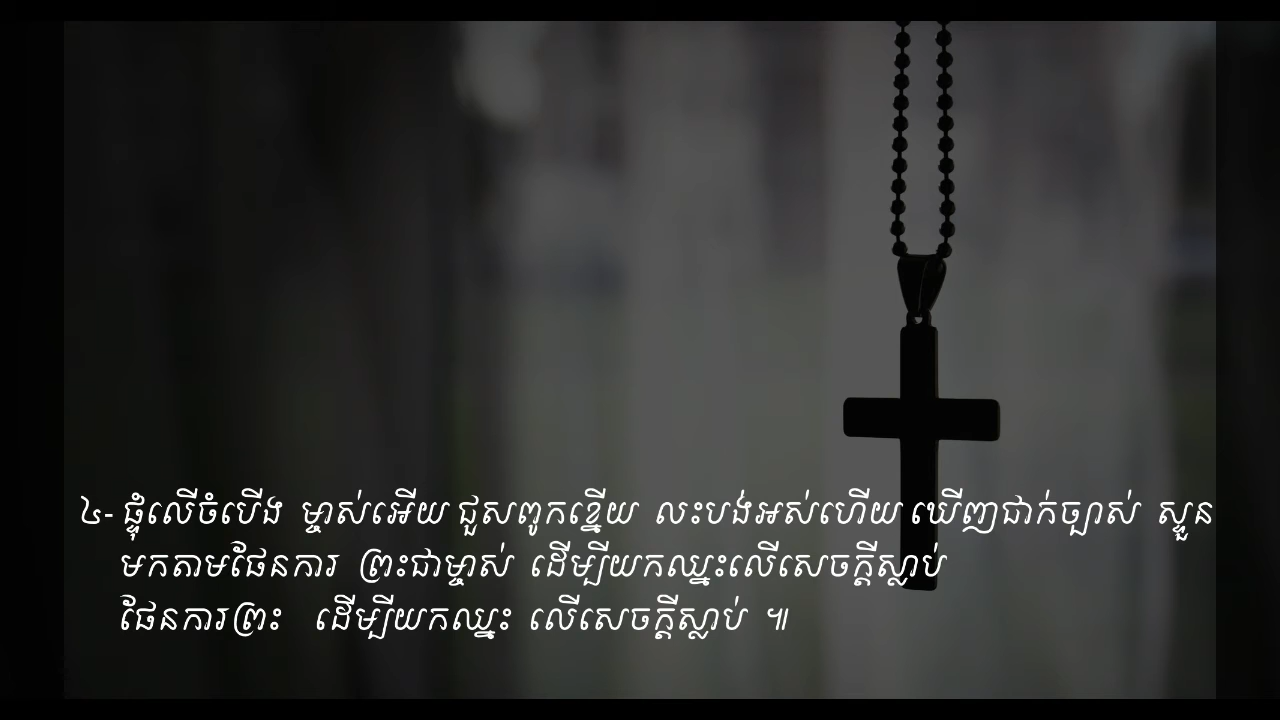 ៤- ផ្ទុំលើចំបើង ម្ចាស់អើយ ជួសពូកខ្នើយ លះបង់អស់ហើយ ឃើញជាក់ច្បាស់ ស្ទួន
មកតាមផែនការ ព្រះជាម្ចាស់ ដើម្បីយកឈ្នះលើសេចក្ដីស្លាប់
ផែនការព្រះ ដើម្បីយកឈ្នះ លើសេចក្ដីស្លាប់ ៕